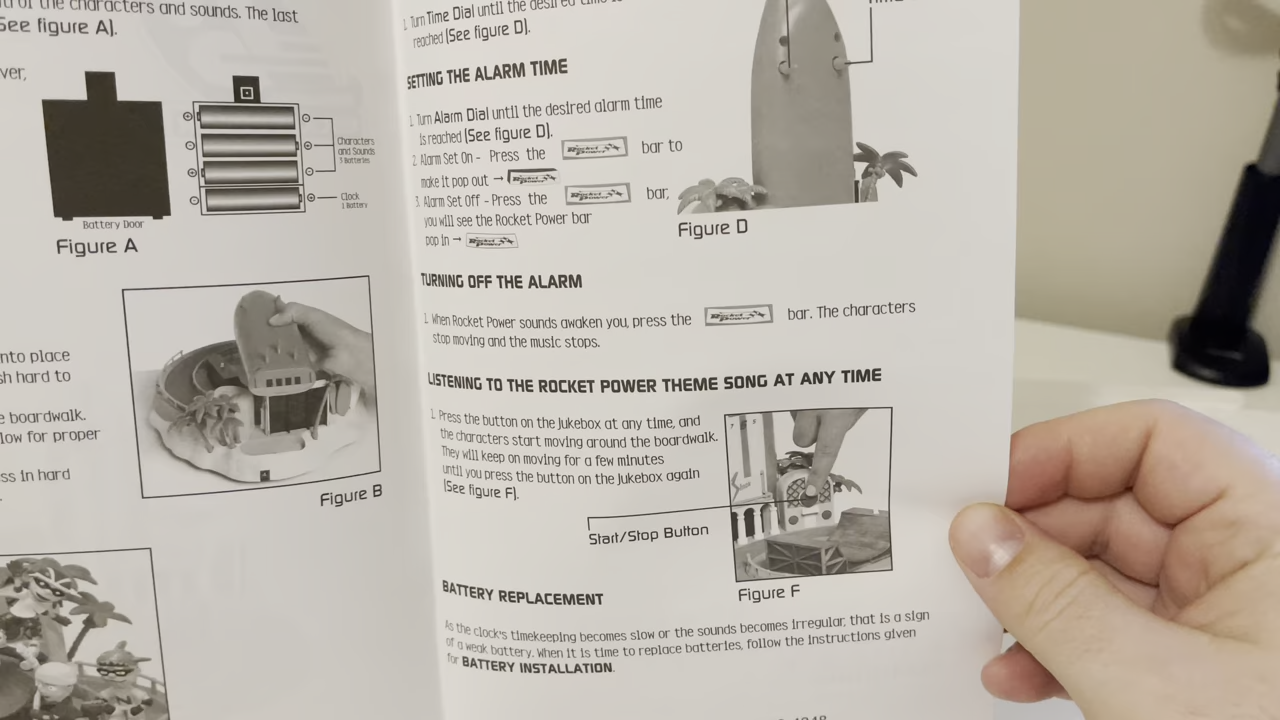 of the characters and sounds. The last
See figure A).
ver,
Characters
and Sounds
3 Batteries
Clock
1 Battery
Battery Door
Figure A
nto place
sh hard to
e boardwalk.
low for proper
ss in hard
Figure B
1. Turn Time Dial until the desired time is
reached (See figure D).
SETTING THE ALARM TIME
1. Turn Alarm Dial until the desired alarm time
is reached (See figure D).
2. Alarm Set On - Press the Rocket Power bar to
make it pop out → Rocket Power
3. Alarm Set Off - Press the Rocket Power bar,
you will see the Rocket Power bar
pop in → Rocket Power
Figure D
TURNING OFF THE ALARM
1. When Rocket Power sounds awaken you, press the Rocket Power bar. The characters
stop moving and the music stops.
LISTENING TO THE ROCKET POWER THEME SONG AT ANY TIME
1. Press the button on the jukebox at any time, and
the characters start moving around the boardwalk.
They will keep on moving for a few minutes
until you press the button on the jukebox again
(See figure F).
Start/Stop Button
Figure F
BATTERY REPLACEMENT
As the clock's timekeeping becomes slow or the sounds becomes irregular, that is a sign
of a weak battery. When it is time to replace batteries, follow the instructions given
for BATTERY INSTALLATION.